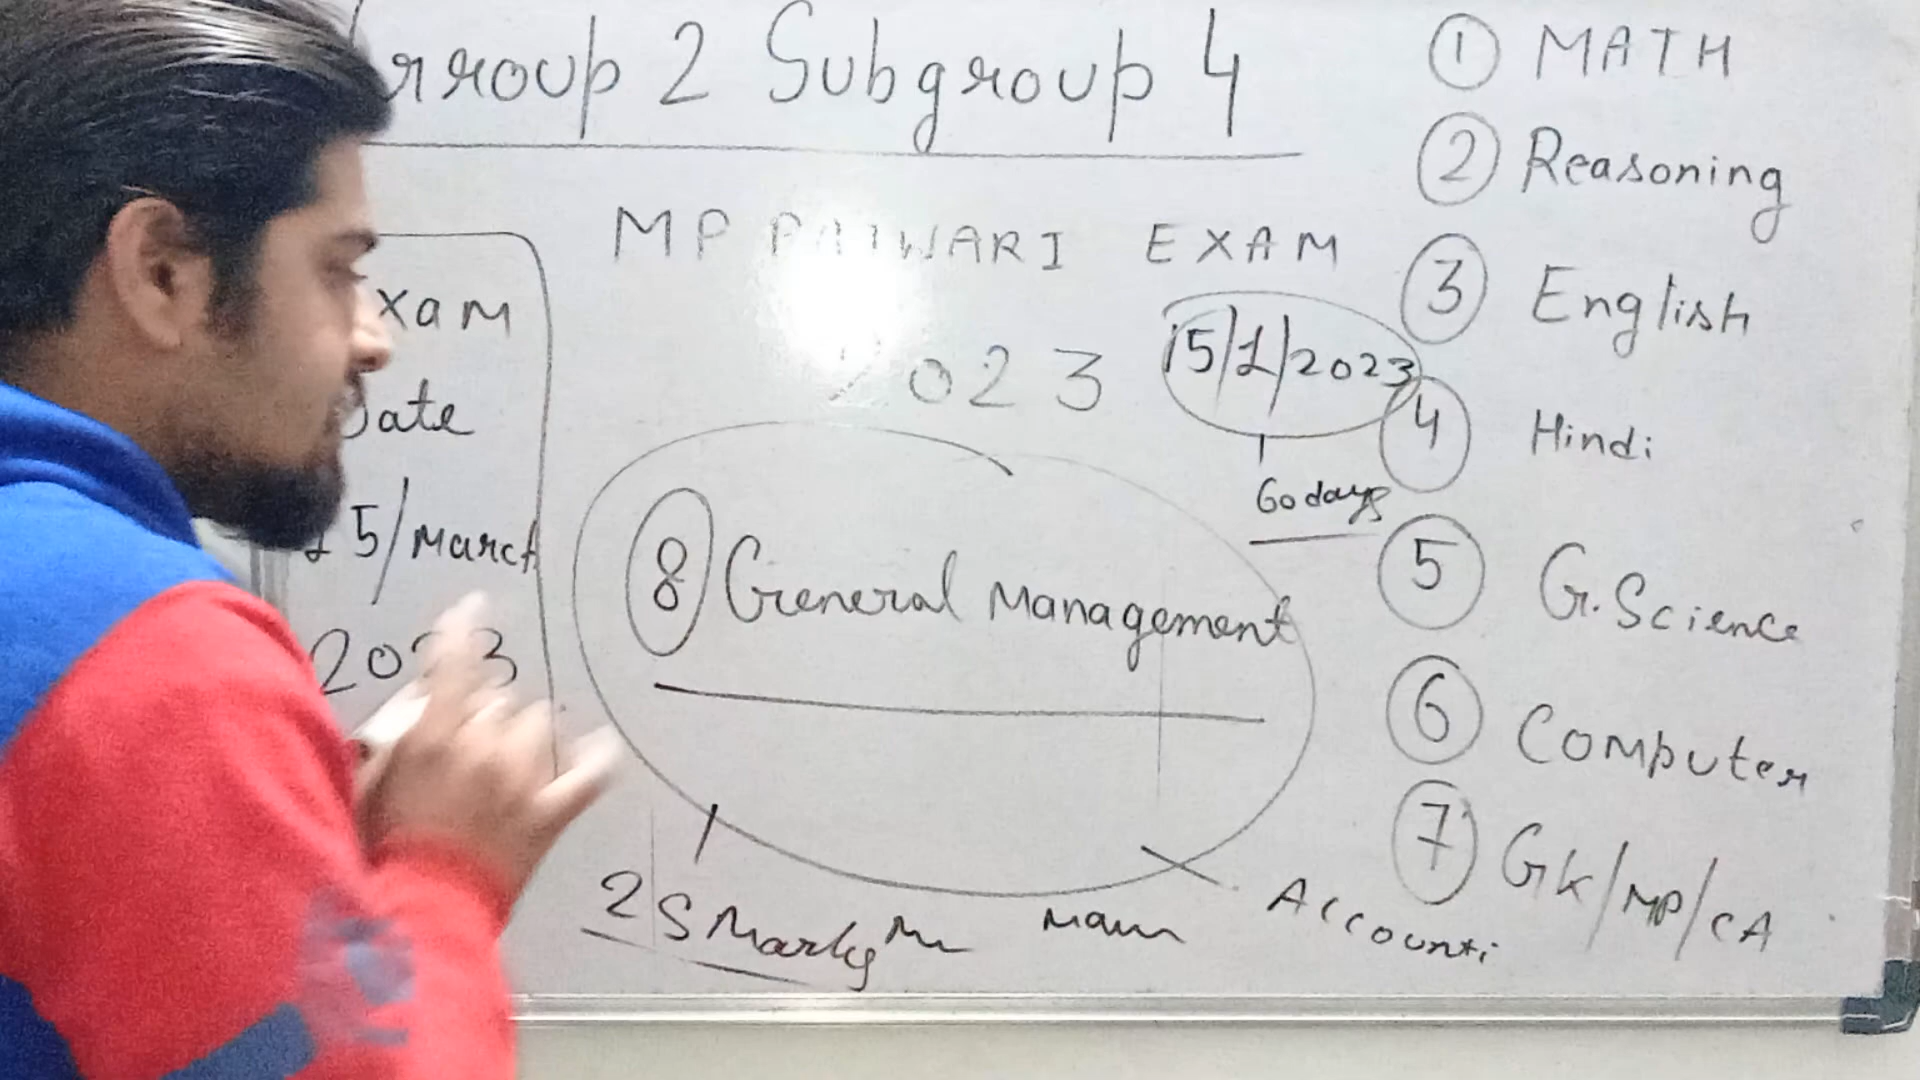 Group 2 Subgroup 4
MP PATWARI EXAM
2023
15/1/2023
60 days
Exam
Date
15/March
2023
8 General Management
25 Marks
Accounti
1 MATH
2 Reasoning
3 English
4 Hindi
5 G.Science
6 Computer
7 Gk/MP/CA